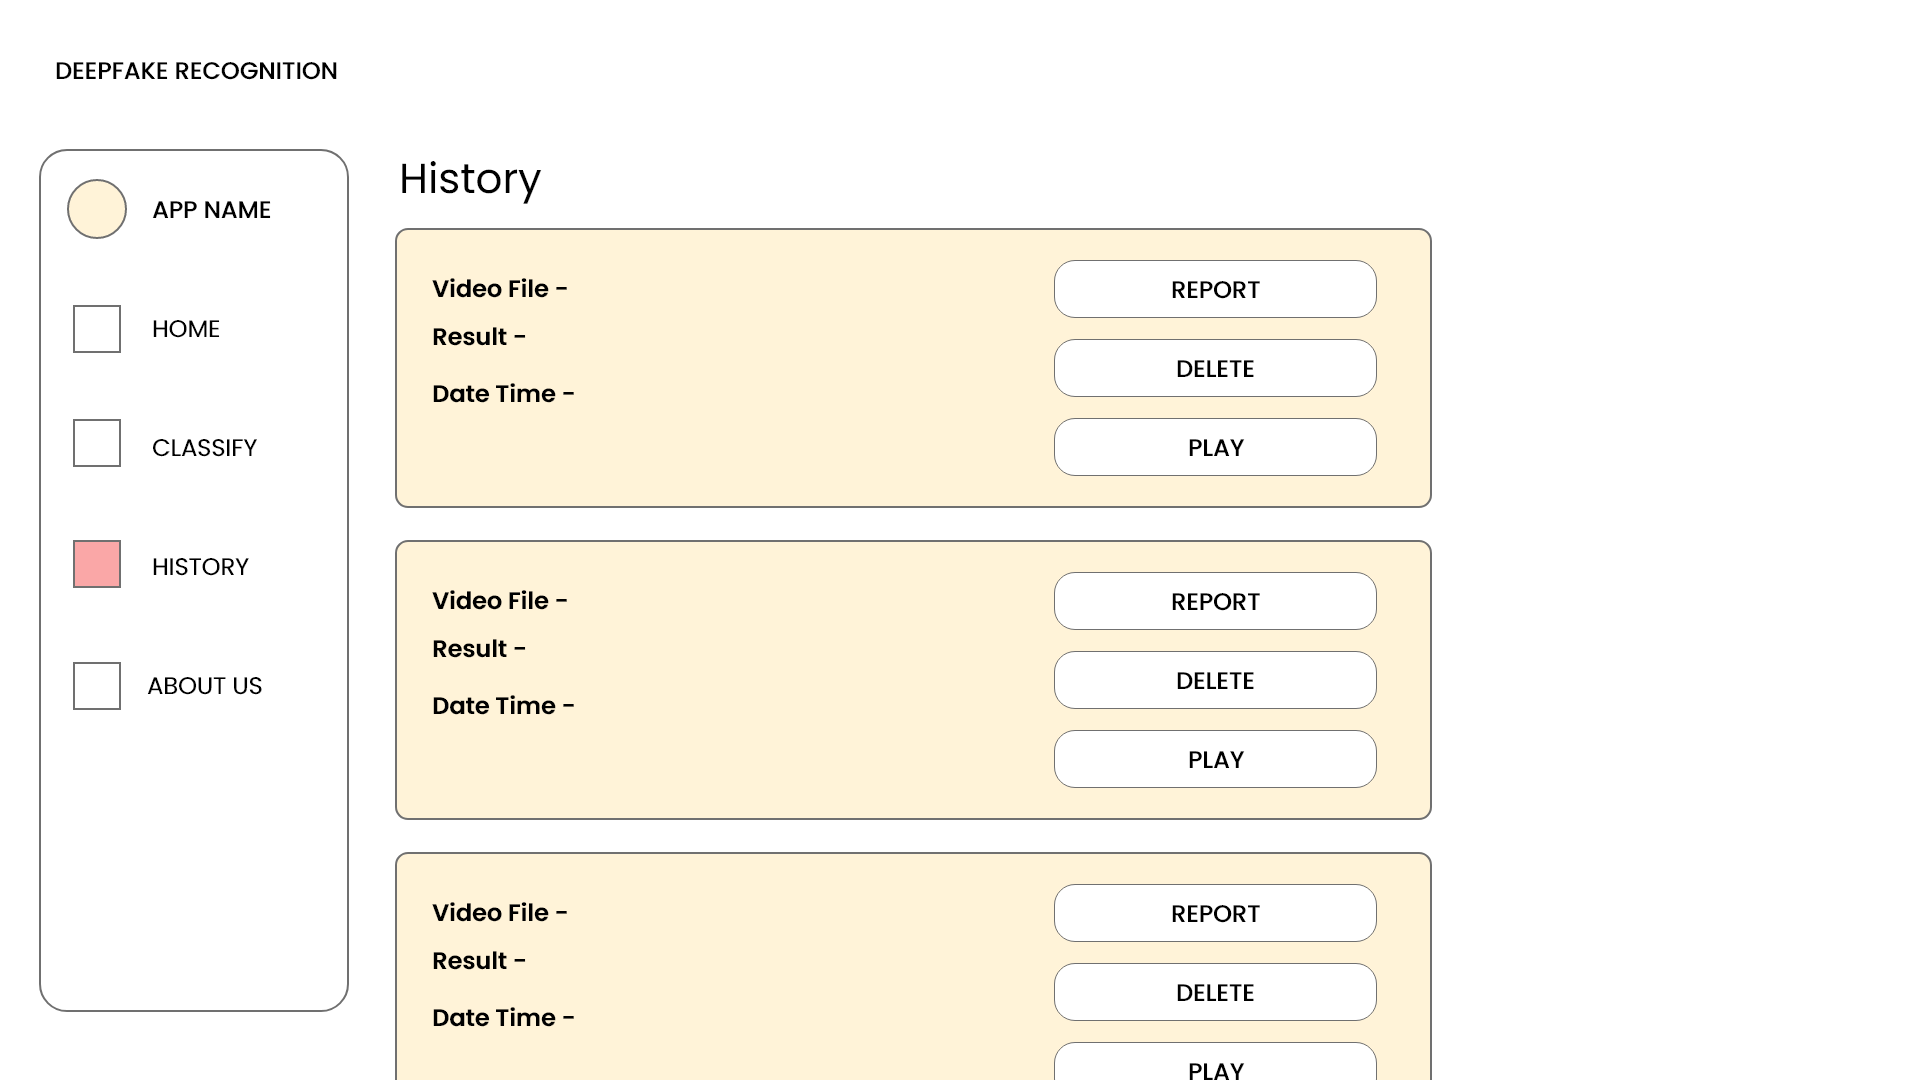 DEEPFAKE RECOGNITION
APP NAME
HOME
CLASSIFY
HISTORY
ABOUT US
History
Video File -
Result -
Date Time -
REPORT
DELETE
PLAY
Video File -
Result -
Date Time -
REPORT
DELETE
PLAY
Video File -
Result -
Date Time -
REPORT
DELETE
PLAY